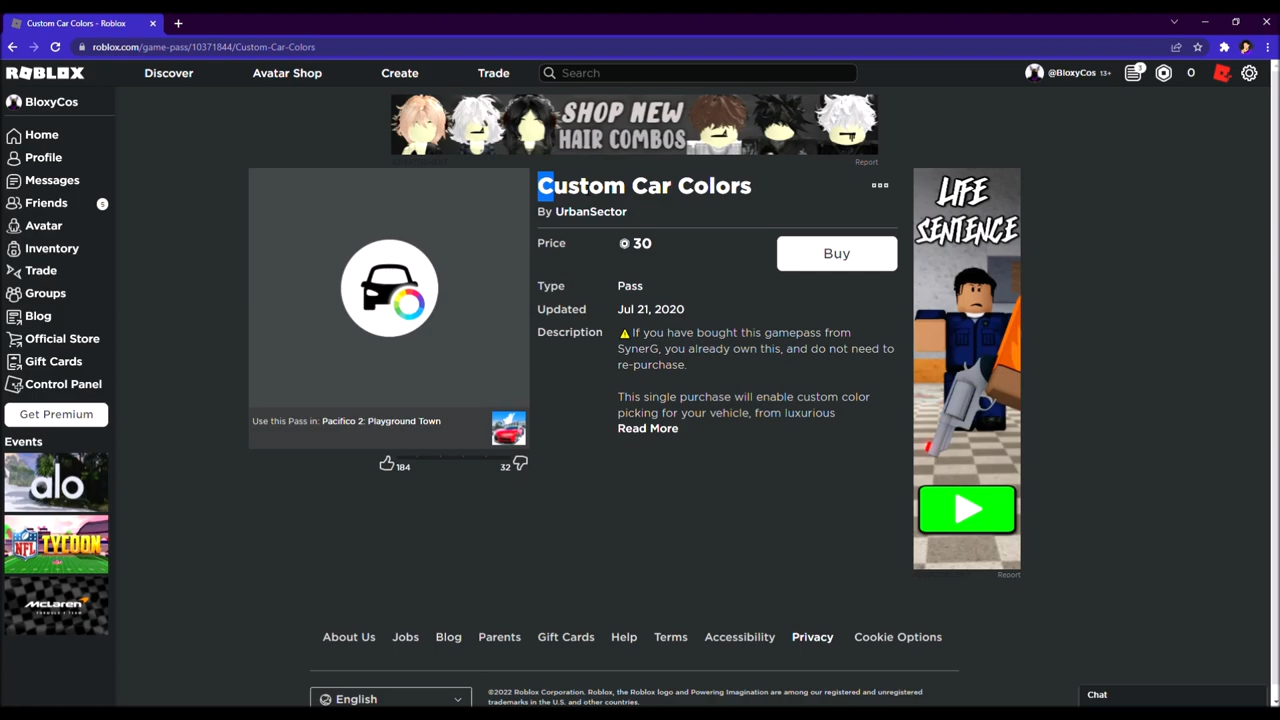 Custom Car Colors - Roblox
roblox.com/game-pass/10371844/Custom-Car-Colors
ROBLOX
Discover
Avatar Shop
Create
Trade
Search
@BloxyCos 13+
1
0
BloxyCos
Home
Profile
Messages
Friends
5
Avatar
Inventory
Trade
Groups
Blog
Official Store
Gift Cards
Control Panel
Get Premium
Events
alo
NFL TYCOON
McLaren
FORMULA 1 TEAM
SHOP NEW
HAIR COMBOS
Report
Custom Car Colors
By UrbanSector
Price
30
Buy
Type
Pass
Updated
Jul 21, 2020
Description
If you have bought this gamepass from
SynerG, you already own this, and do not need to
re-purchase.
This single purchase will enable custom color
picking for your vehicle, from luxurious
Read More
Use this Pass in: Pacifico 2: Playground Town
184
32
LIFE
SENTENCE
Report
About Us
Jobs
Blog
Parents
Gift Cards
Help
Terms
Accessibility
Privacy
Cookie Options
English
©2022 Roblox Corporation. Roblox, the Roblox logo and Powering Imagination are among our registered and unregistered
trademarks in the U.S. and other countries.
Chat